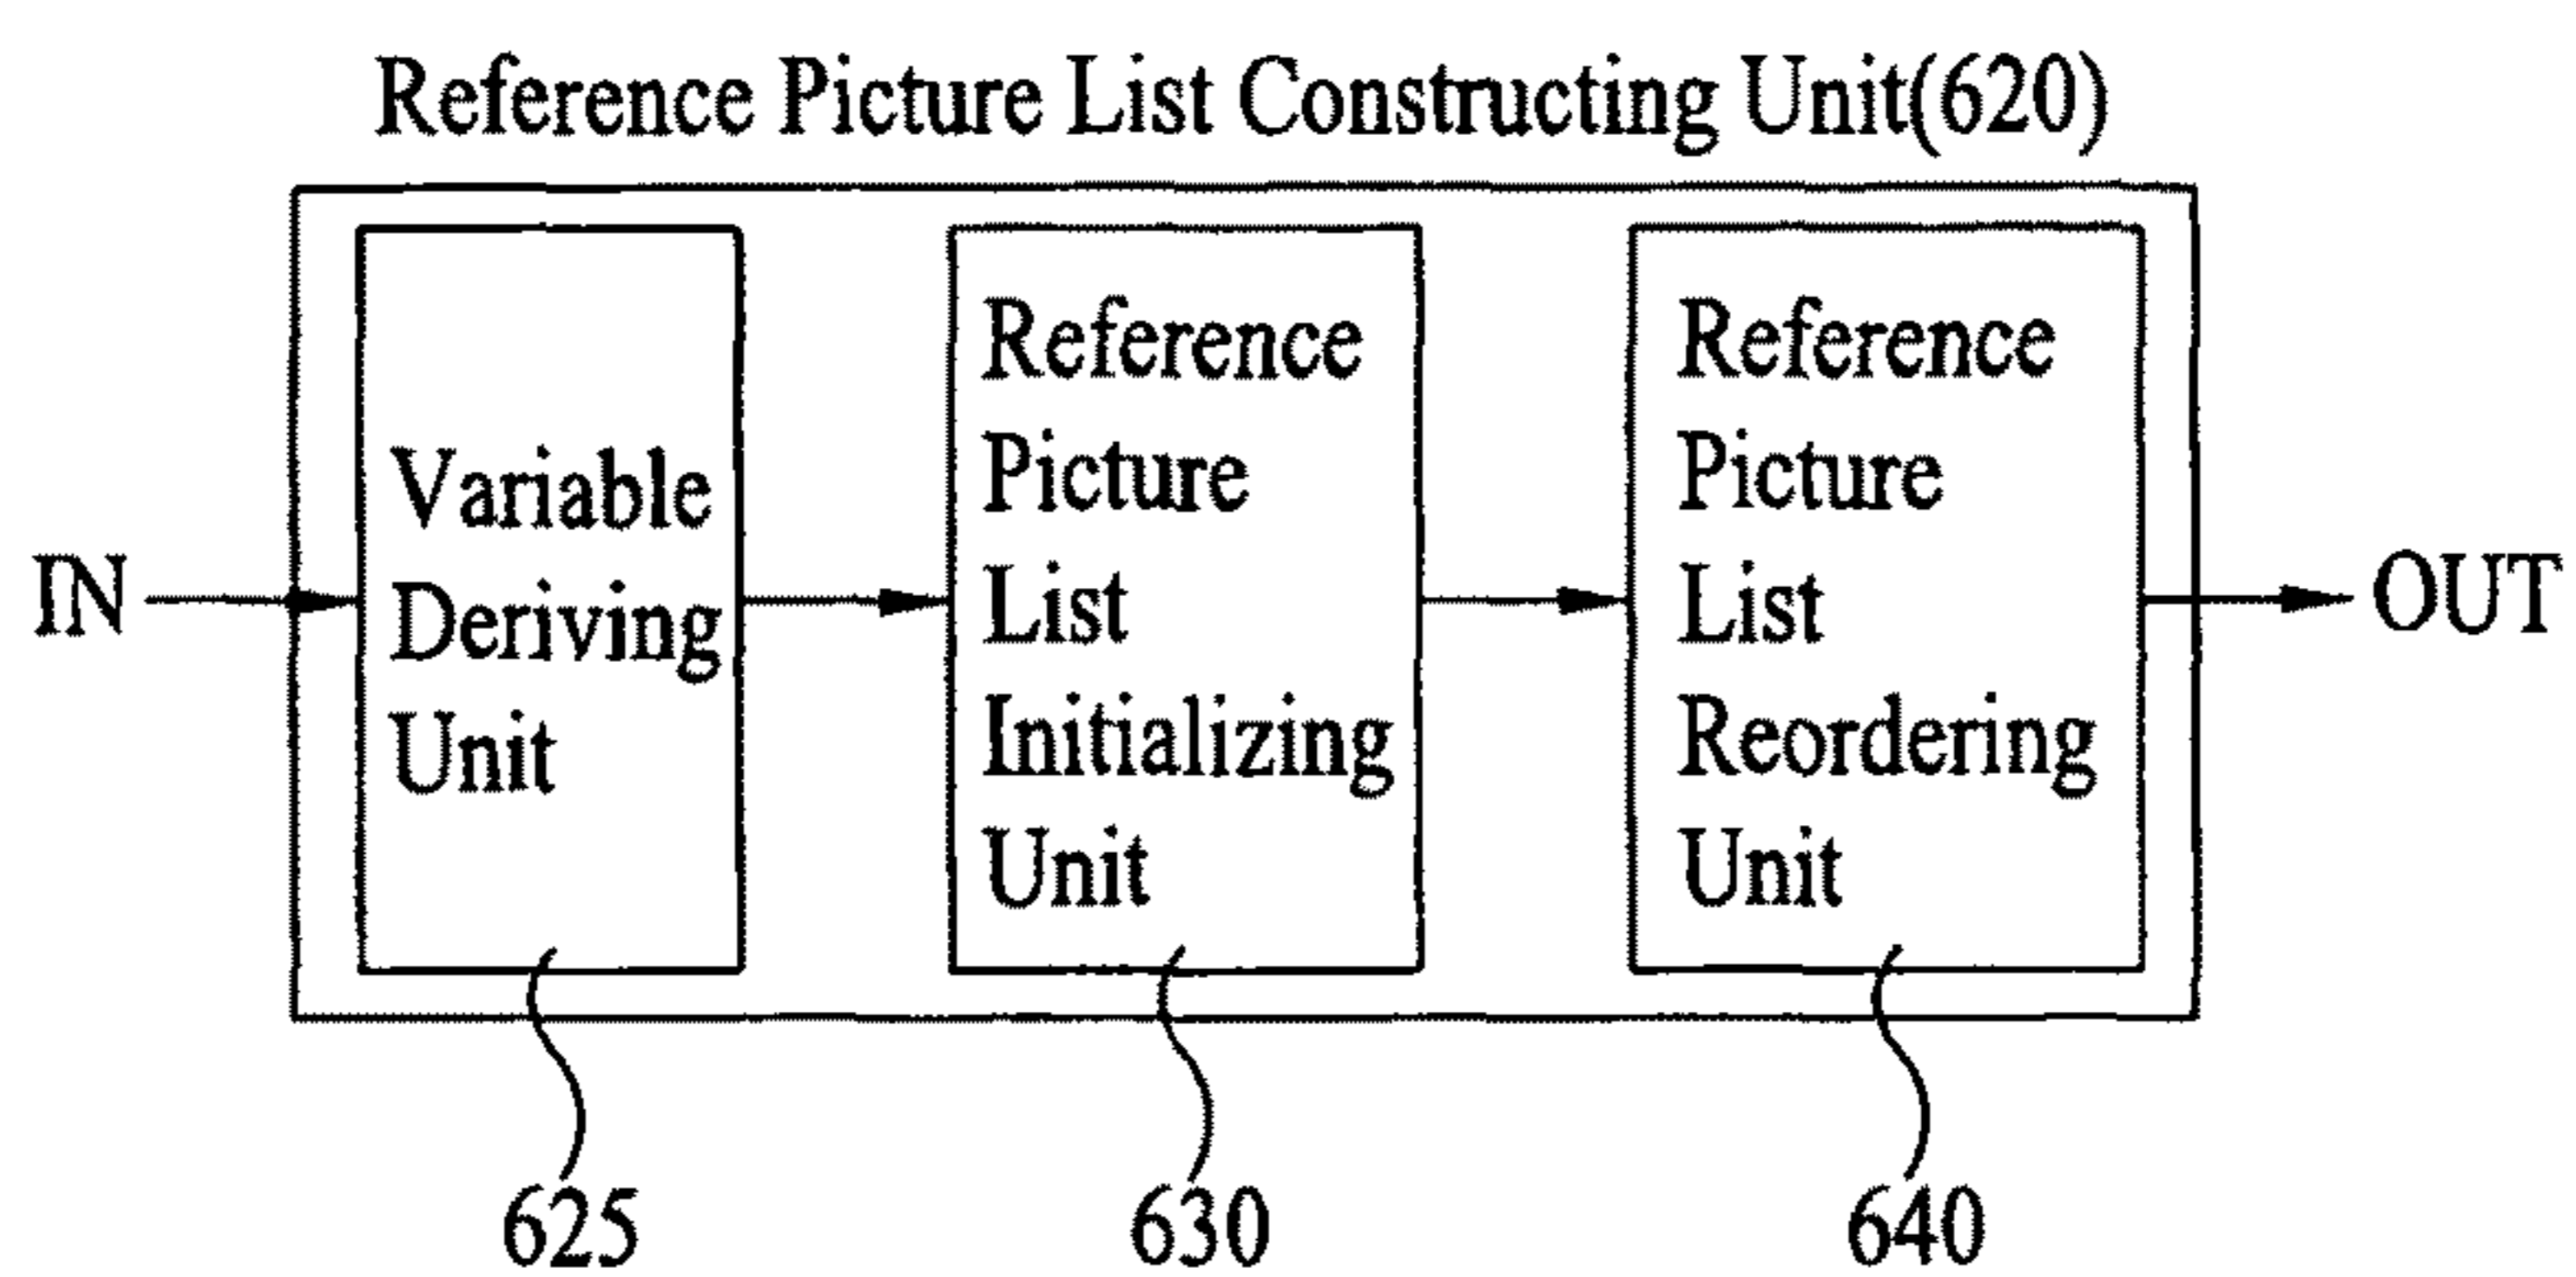 Reference Picture List Constructing Unit(620)
IN
Variable
Deriving
Unit
Reference
Picture
List
Initializing
Unit
Reference
Picture
List
Reordering
Unit
OUT
625
630
640